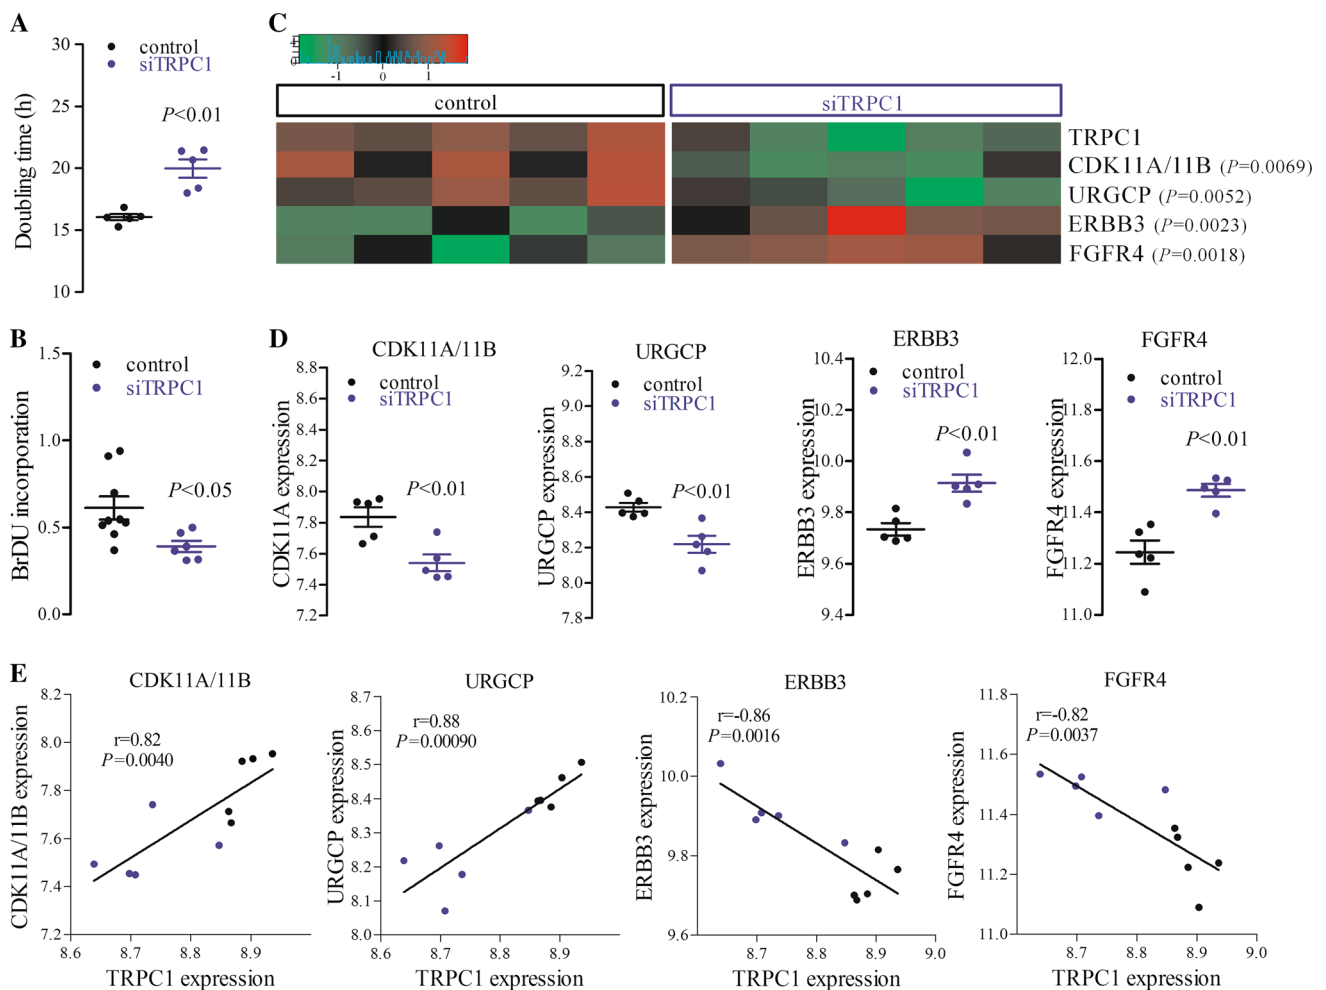 A
30
25
20
15
10
Doubling time (h)
control
siTRPC1
P<0.01
C
4
0
-1
0
1
control
siTRPC1
TRPC1
CDK11A/11B (P=0.0069)
URGCP (P=0.0052)
ERBB3 (P=0.0023)
FGFR4 (P=0.0018)
B
1.5
1.0
0.5
0.0
BrDU incorporation
control
siTRPC1
P<0.05
D
CDK11A/11B
8.8
8.6
8.4
8.2
8.0
7.8
7.6
7.4
7.2
CDK11A expression
control
siTRPC1
P<0.01
URGCP
9.2
9.0
8.8
8.6
8.4
8.2
8.0
7.8
URGCP expression
control
siTRPC1
P<0.01
ERBB3
10.4
10.2
10.0
9.8
9.6
9.4
ERBB3 expression
control
siTRPC1
P<0.01
FGFR4
12.0
11.8
11.6
11.4
11.2
11.0
FGFR4 expression
control
siTRPC1
P<0.01
E
CDK11A/11B
8.2
8.0
7.8
7.6
7.4
7.2
CDK11A/11B expression
r=0.82
P=0.0040
8.6
8.7
8.8
8.9
TRPC1 expression
URGCP
8.7
8.6
8.5
8.4
8.3
8.2
8.1
8.0
URGCP expression
r=0.88
P=0.00090
8.6
8.7
8.8
8.9
TRPC1 expression
ERBB3
10.2
10.0
9.8
9.6
ERBB3 expression
r=-0.86
P=0.0016
8.7
8.8
8.9
9.0
TRPC1 expression
FGFR4
11.8
11.6
11.4
11.2
11.0
FGFR4 expression
r=-0.82
P=0.0037
8.7
8.8
8.9
9.0
TRPC1 expression